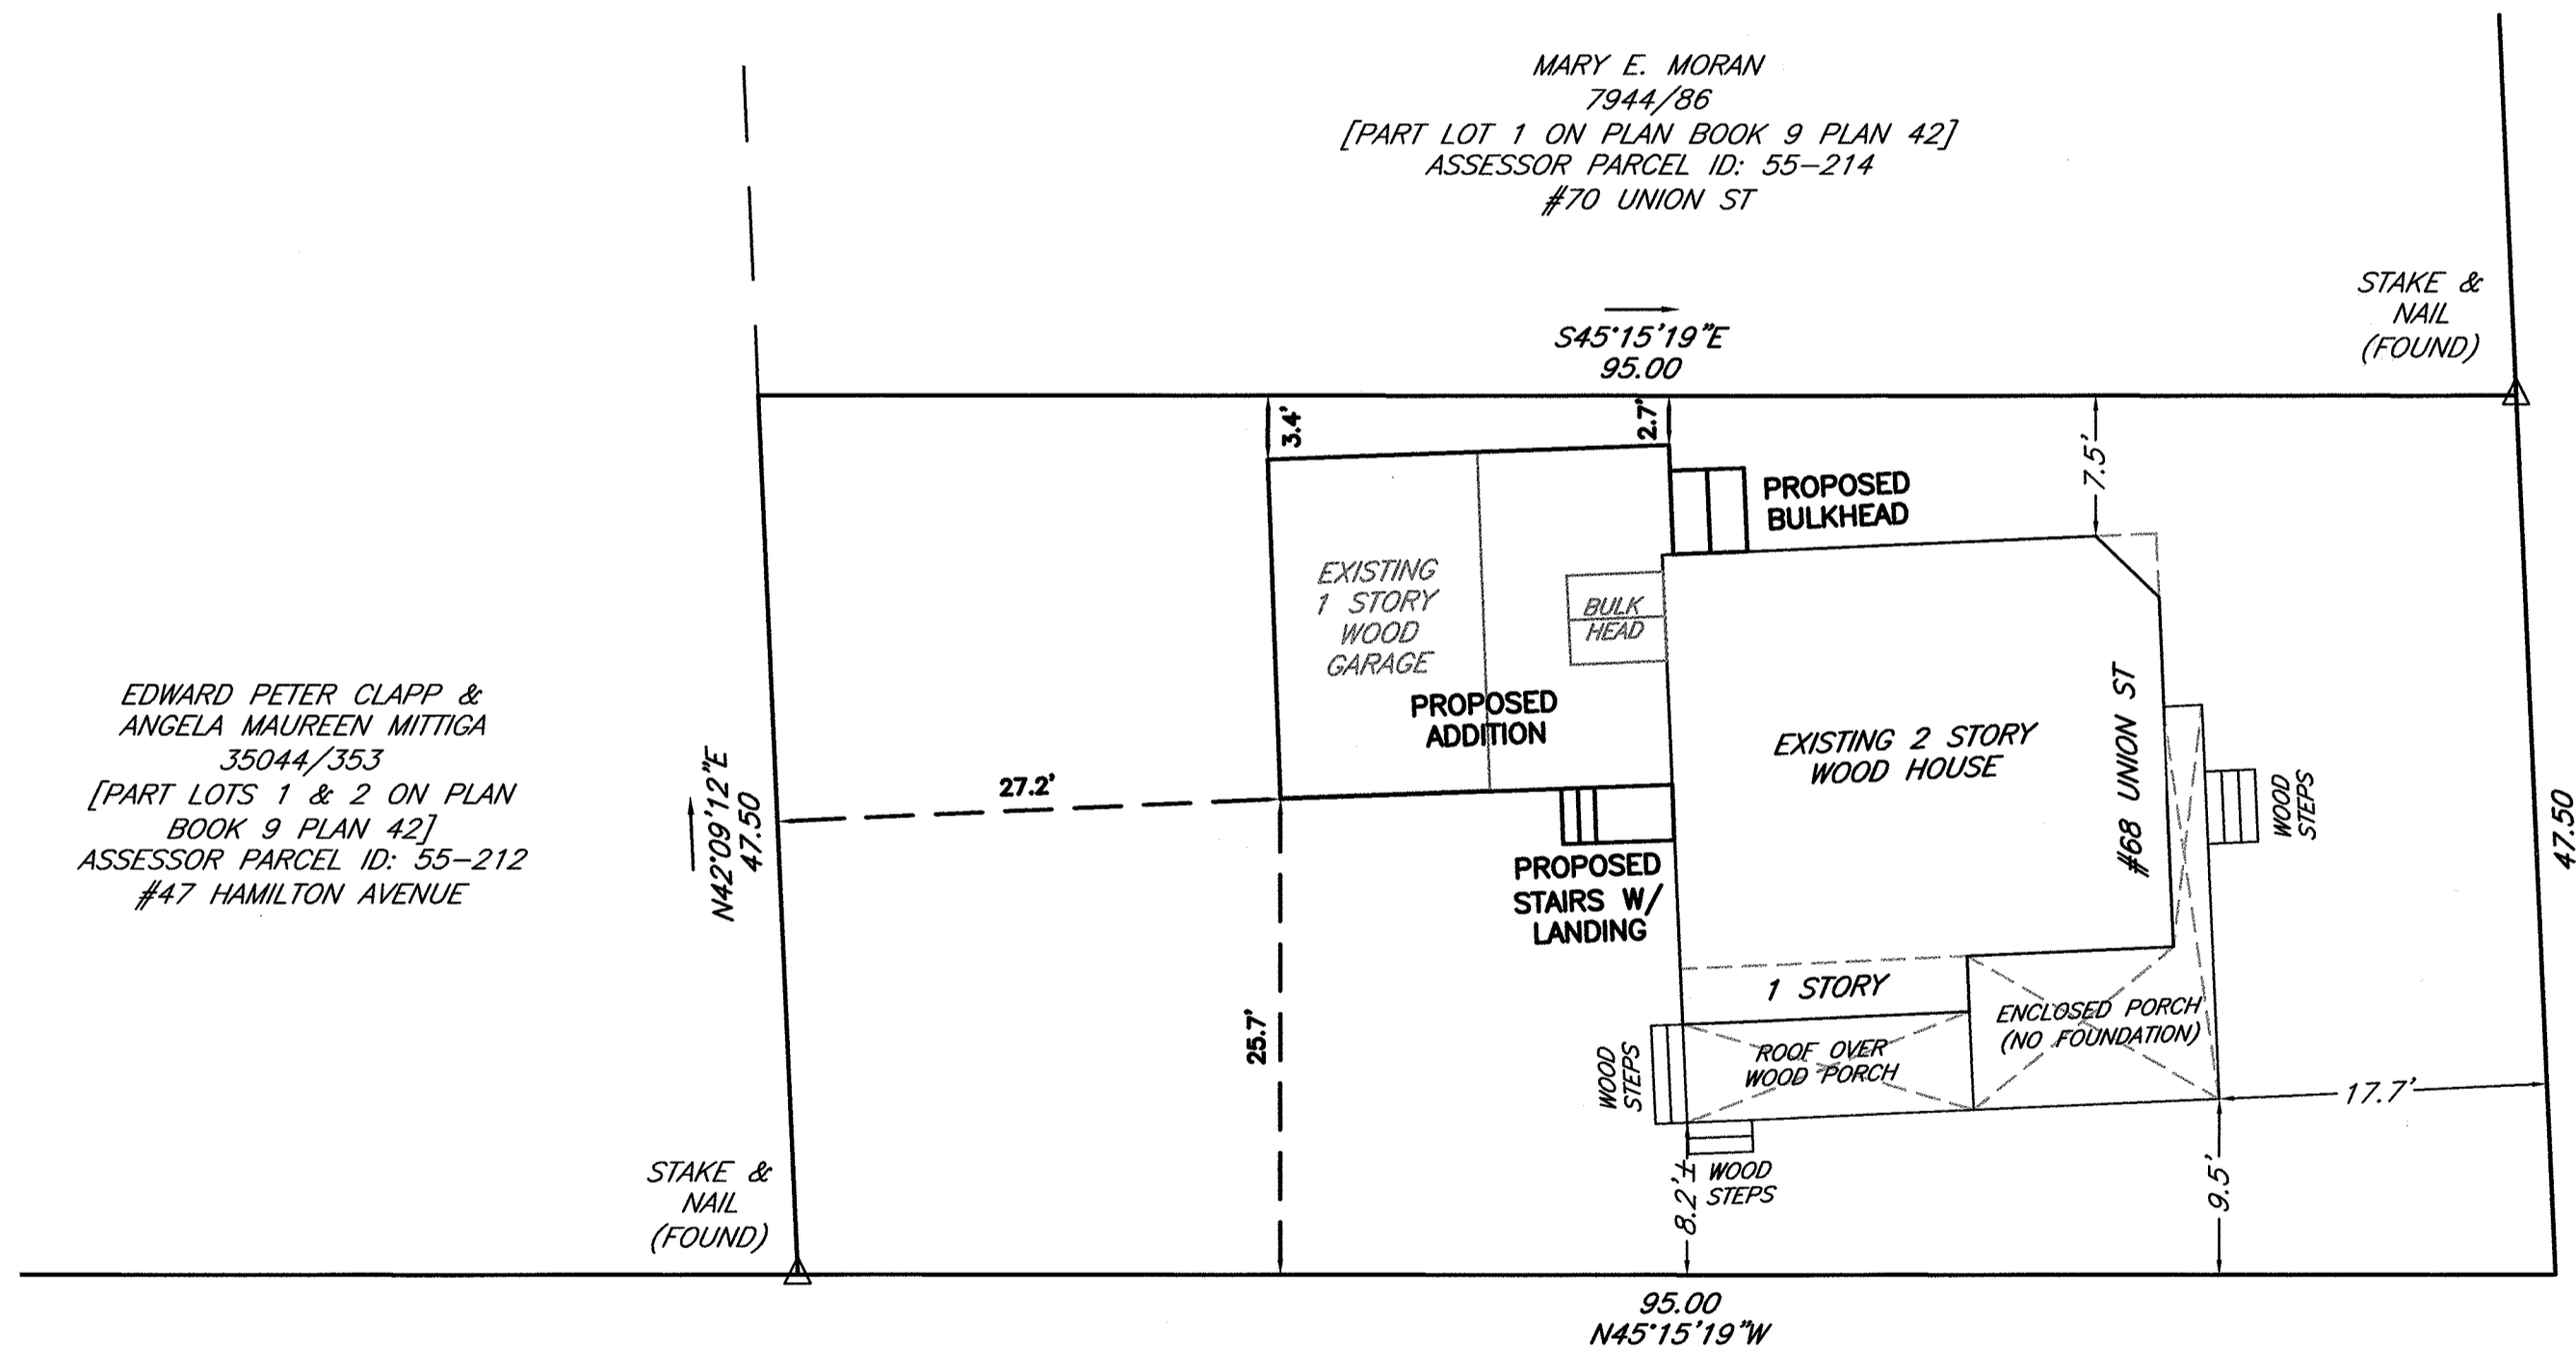 MARY E. MORAN
7944/86
[PART LOT 1 ON PLAN BOOK 9 PLAN 42]
ASSESSOR PARCEL ID: 55-214
#70 UNION ST
STAKE &
NAIL
(FOUND)
S45°15'19"E
95.00
3.4'
2.7'
7.5'
PROPOSED
BULKHEAD
EXISTING
1 STORY
WOOD
GARAGE
BULK
HEAD
PROPOSED
ADDITION
EXISTING 2 STORY
WOOD HOUSE
#68 UNION ST
WOOD
STEPS
47.50
EDWARD PETER CLAPP &
ANGELA MAUREEN MITTIGA
35044/353
[PART LOTS 1 & 2 ON PLAN
BOOK 9 PLAN 42]
ASSESSOR PARCEL ID: 55-212
#47 HAMILTON AVENUE
N42°09'12"E
47.50
27.2'
PROPOSED
STAIRS W/
LANDING
25.7'
1 STORY
ENCLOSED PORCH
(NO FOUNDATION)
ROOF OVER
WOOD PORCH
WOOD
STEPS
17.7'
STAKE &
NAIL
(FOUND)
8.2'±
WOOD
STEPS
9.5'
95.00
N45°15'19"W